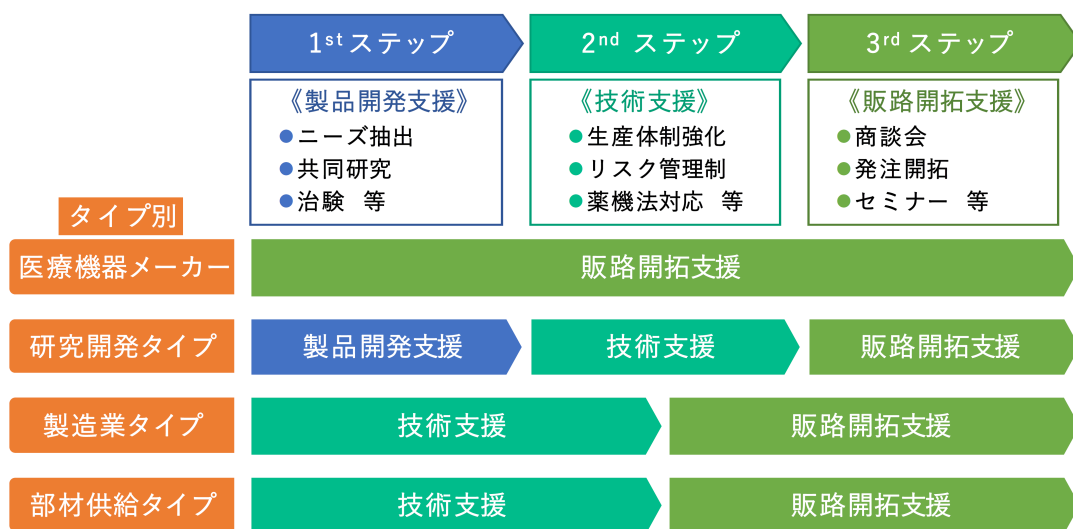 1st ステップ
2nd ステップ
3rd ステップ
《製品開発支援》
●ニーズ抽出
●共同研究
●治験 等
《技術支援》
●生産体制強化
●リスク管理制
●薬機法対応 等
《販路開拓支援》
●商談会
●発注開拓
●セミナー 等
タイプ別
医療機器メーカー
販路開拓支援
研究開発タイプ
製品開発支援
技術支援
販路開拓支援
製造業タイプ
技術支援
販路開拓支援
部材供給タイプ
技術支援
販路開拓支援